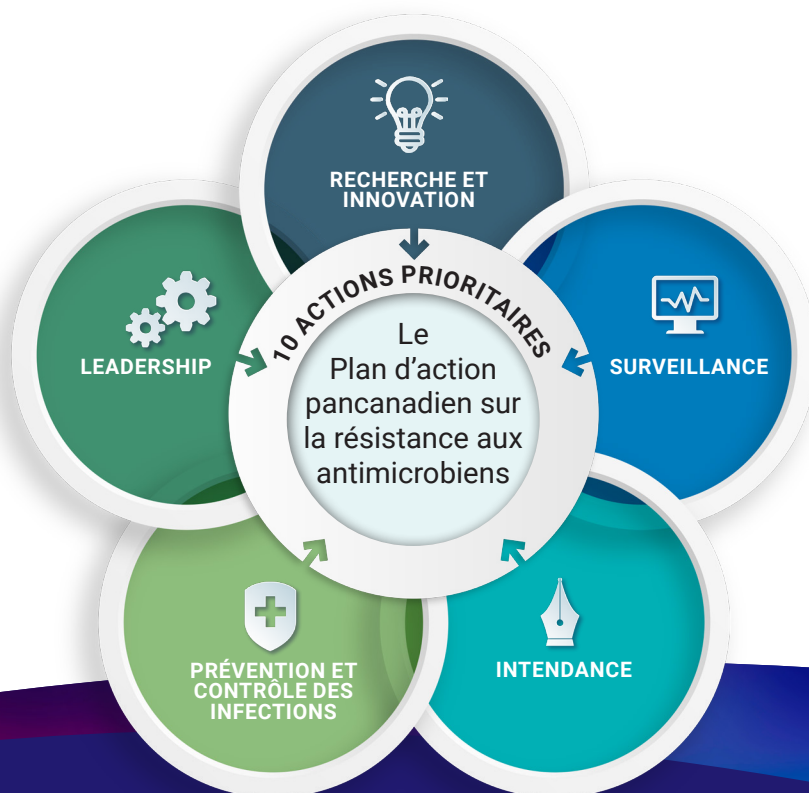 RECHERCHE ET
INNOVATION
10 ACTIONS PRIORITAIRES
Le
Plan d’action
pancanadien sur
la résistance aux
antimicrobiens
LEADERSHIP
SURVEILLANCE
PRÉVENTION ET
CONTRÔLE DES
INFECTIONS
INTENDANCE